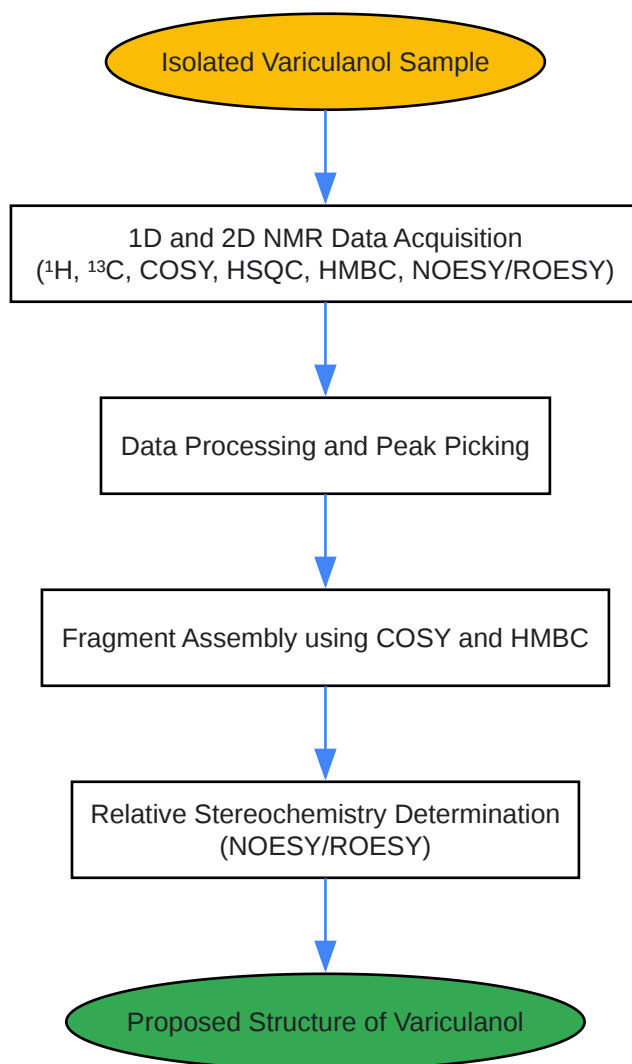 Isolated Variculanol Sample
1D and 2D NMR Data Acquisition
(¹H, ¹³C, COSY, HSQC, HMBC, NOESY/ROESY)
Data Processing and Peak Picking
Fragment Assembly using COSY and HMBC
Relative Stereochemistry Determination
(NOESY/ROESY)
Proposed Structure of Variculanol